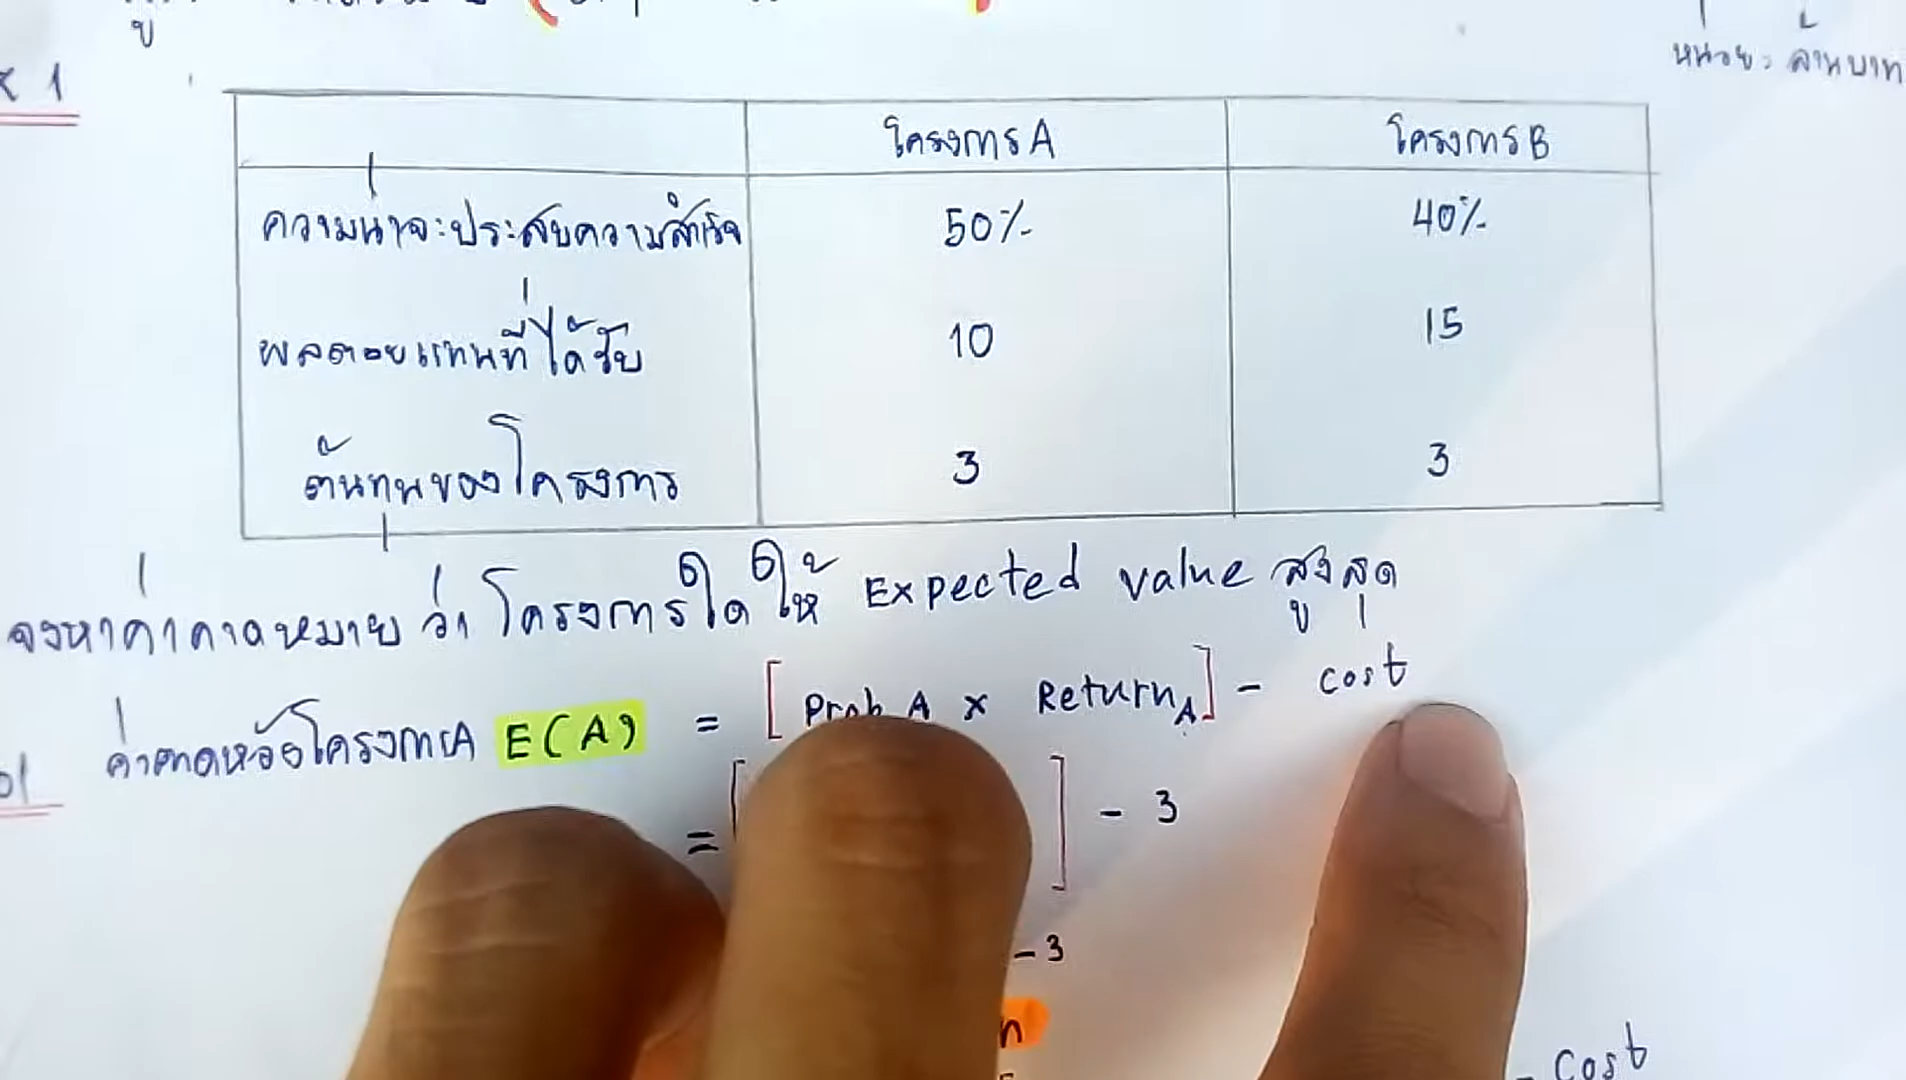 หน่วย: ล้านบาท
x 1
โครงการ A โครงการ B
ความน่าจะประสบความสำเร็จ 50% 40%
ผลตอบแทนที่ได้รับ 10 15
ต้นทุนของโครงการ 3 3
จงหาค่าคาดหมาย ว่า โครงการใด ให้ Expected value สูงสุด
ค่าคาดหวังโครงการA E(A) = [Prob A x Return A] - cost
= [ ] - 3
- 3
- cost